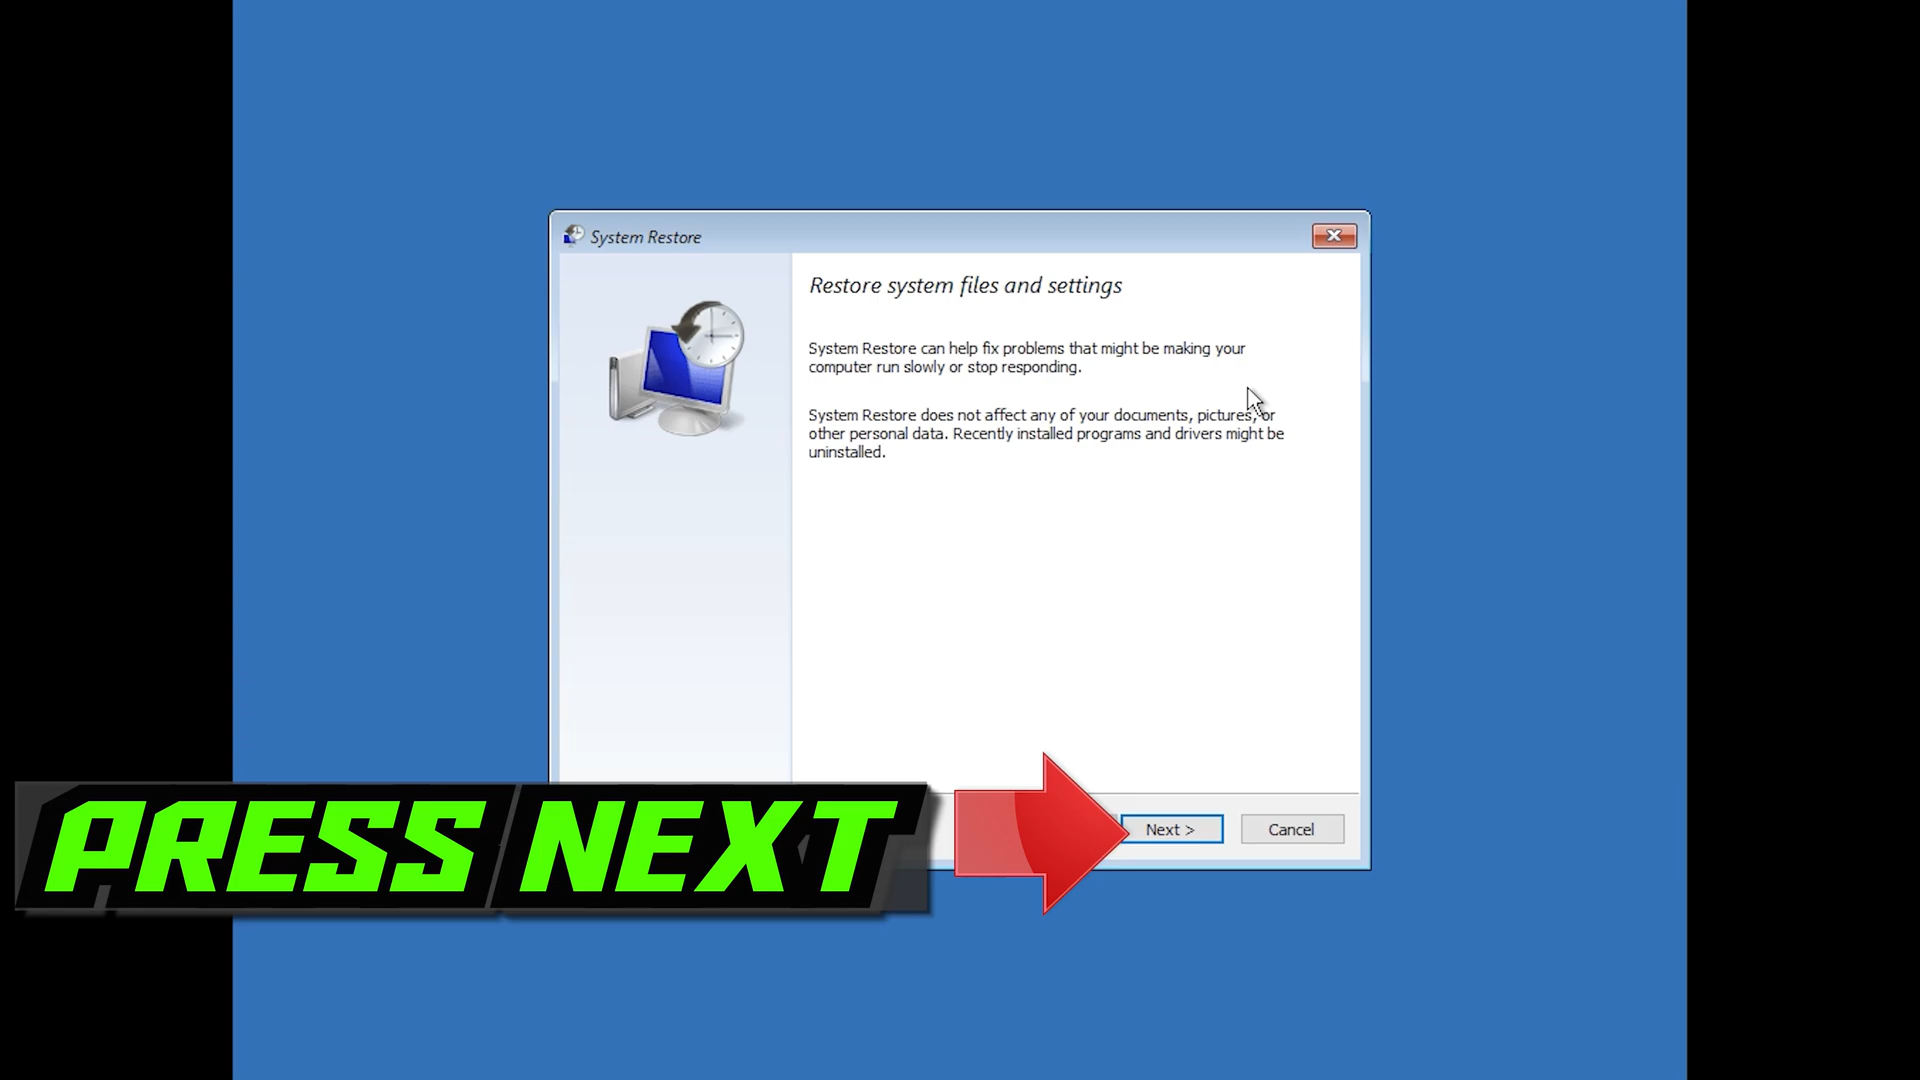 System Restore
Restore system files and settings
System Restore can help fix problems that might be making your
computer run slowly or stop responding.
System Restore does not affect any of your documents, pictures, or
other personal data. Recently installed programs and drivers might be
uninstalled.
PRESS NEXT
Next >
Cancel